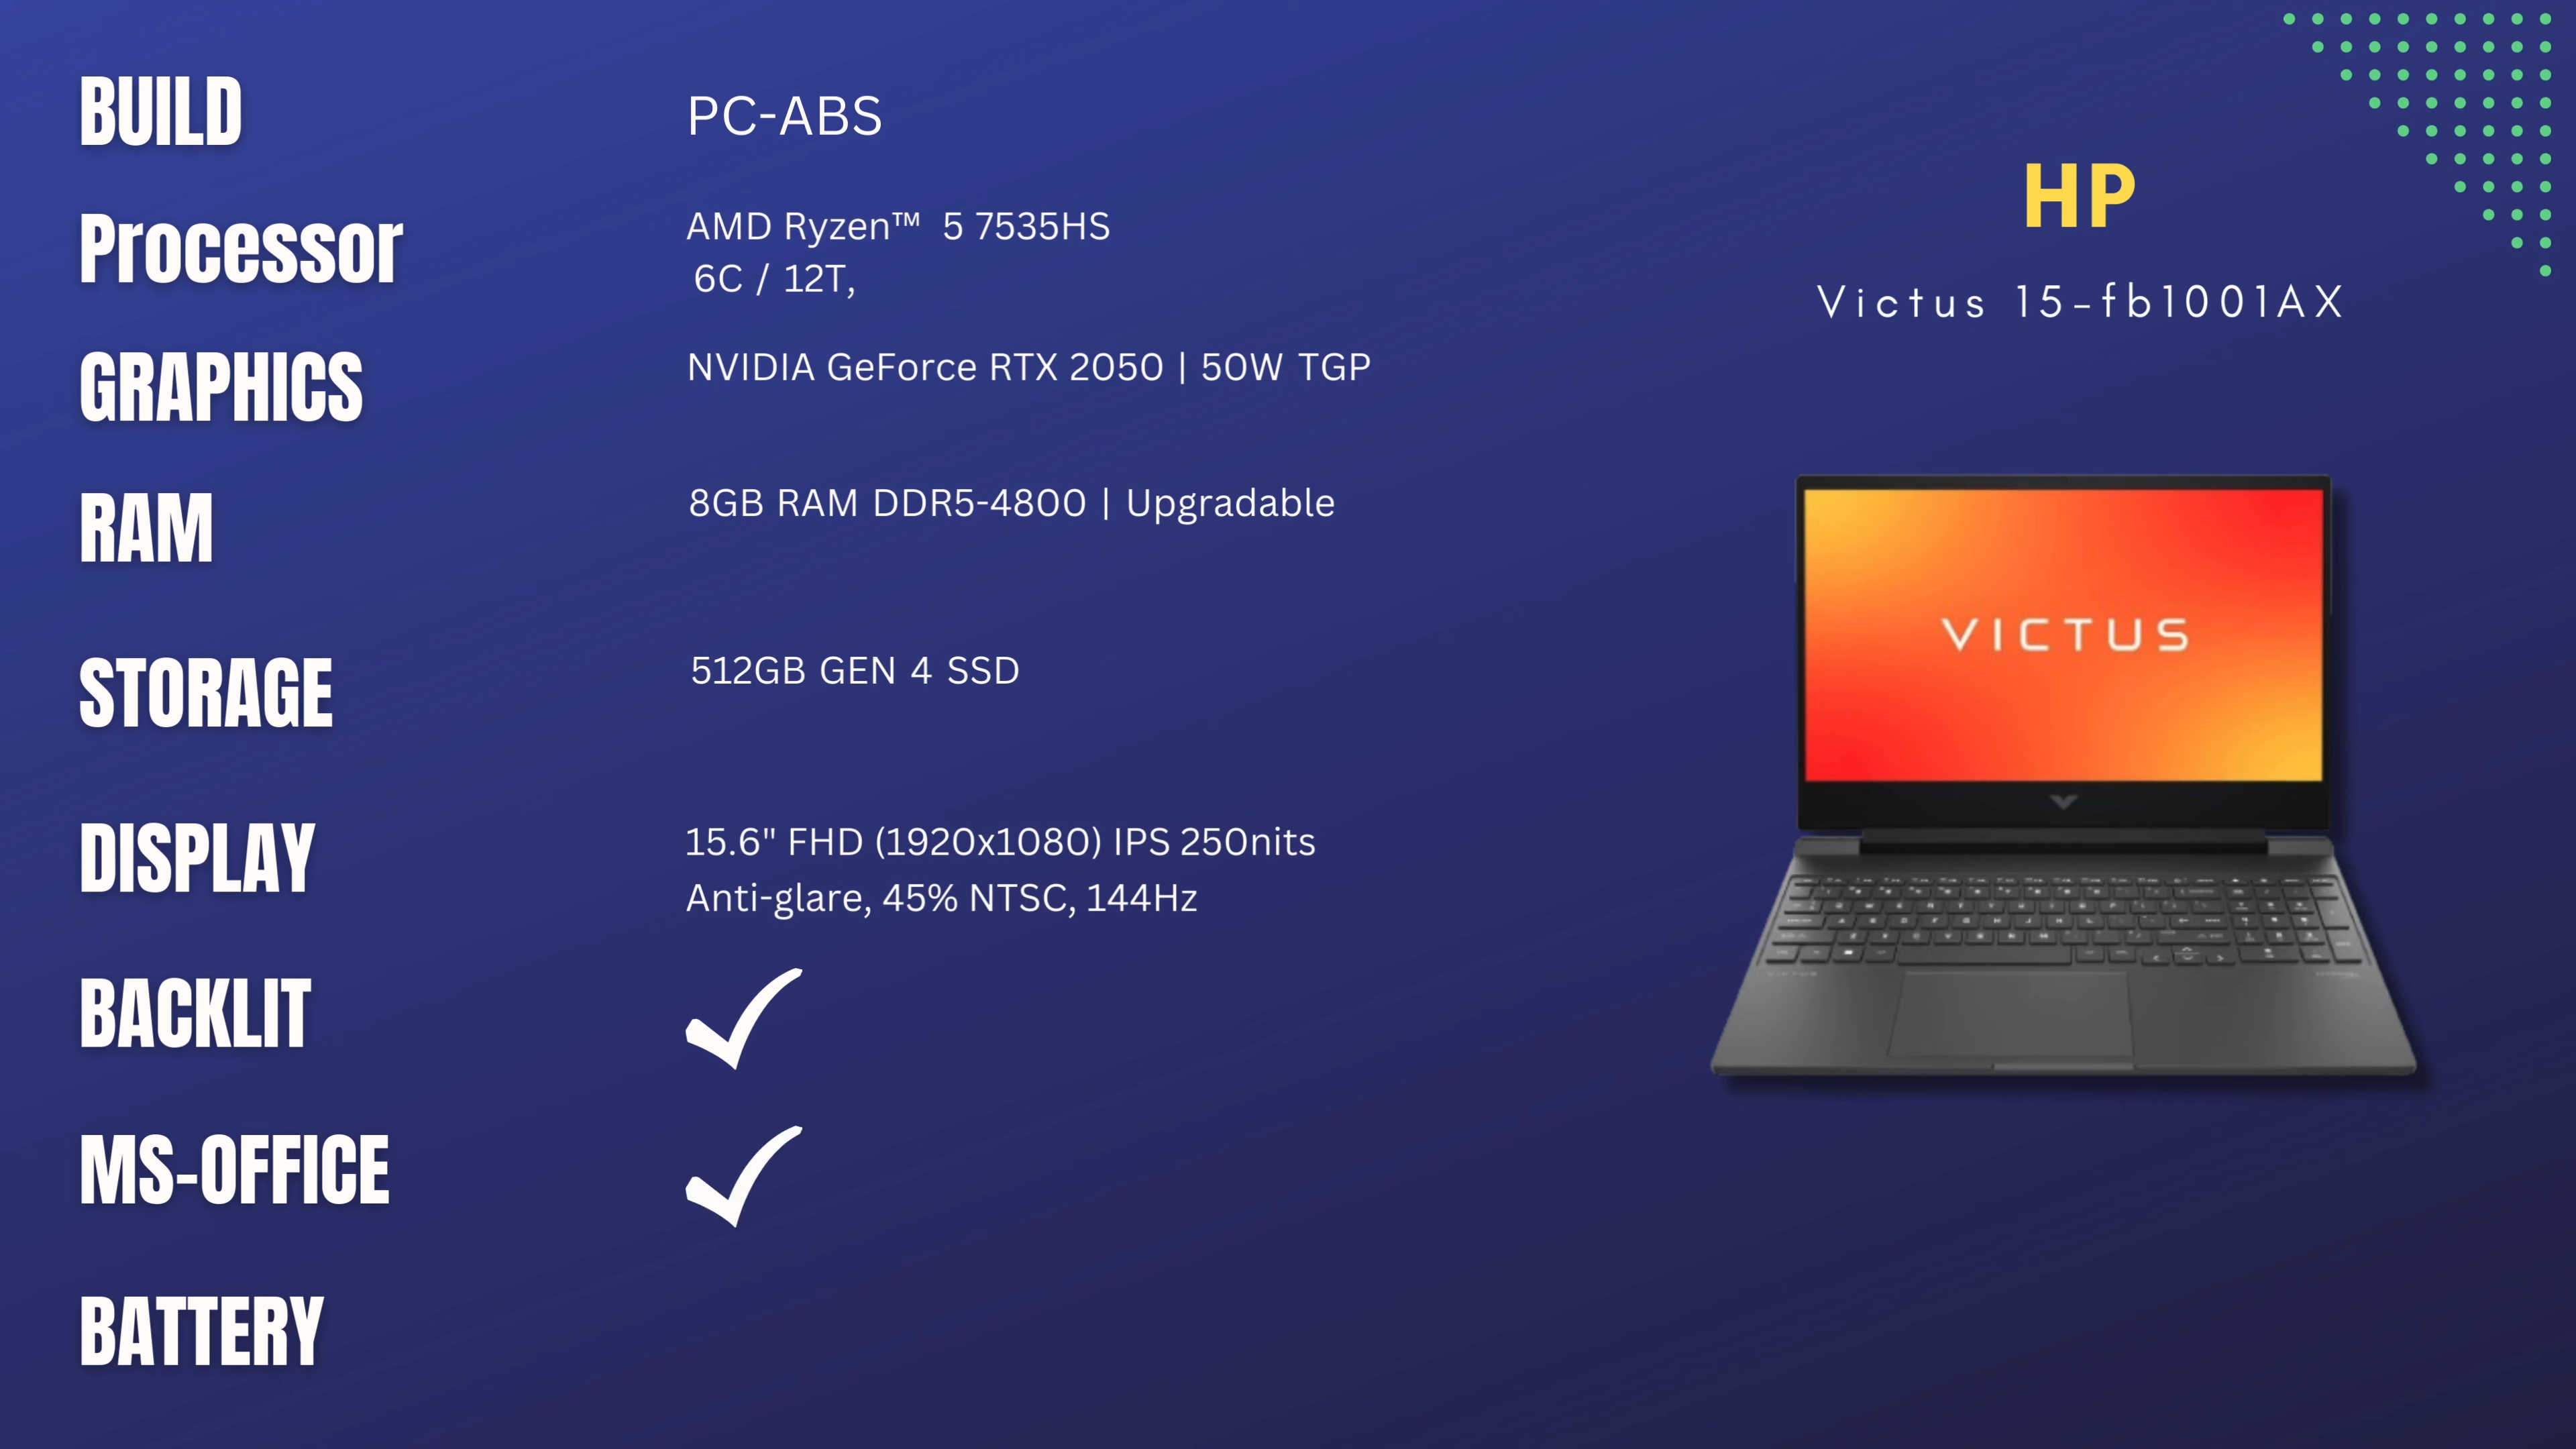 BUILD
PC-ABS
Processor
AMD Ryzen™ 5 7535HS
6C / 12T,
GRAPHICS
NVIDIA GeForce RTX 2050 | 50W TGP
RAM
8GB RAM DDR5-4800 | Upgradable
STORAGE
512GB GEN 4 SSD
DISPLAY
15.6" FHD (1920x1080) IPS 250nits
Anti-glare, 45% NTSC, 144Hz
BACKLIT
MS-OFFICE
BATTERY
HP
Victus 15-fb1001AX
VICTUS